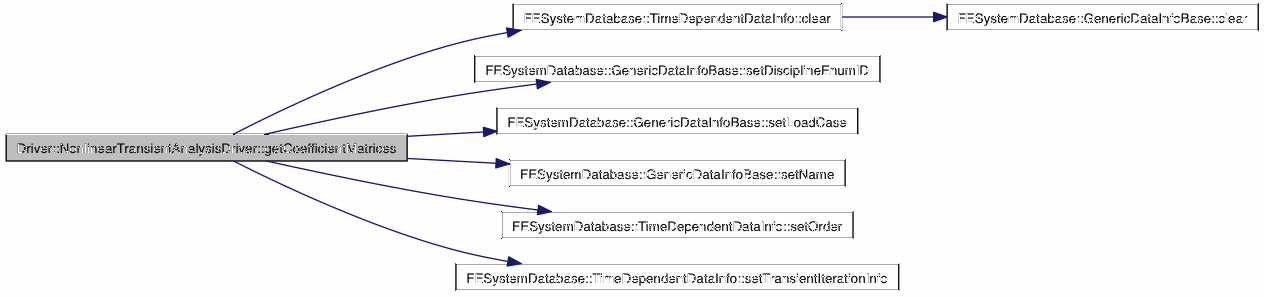 FESystemDatabase::TimeDependentDataInfo::clear
FESystemDatabase::GenericDataInfoBase::clear
FESystemDatabase::GenericDataInfoBase::setDisciplineEnumID
FESystemDatabase::GenericDataInfoBase::setLoadCase
Driver::NonlinearTransientAnalysisDriver::getCoefficientMatrices
FESystemDatabase::GenericDataInfoBase::setName
FESystemDatabase::TimeDependentDataInfo::setOrder
FESystemDatabase::TimeDependentDataInfo::setTransientIterationInfo